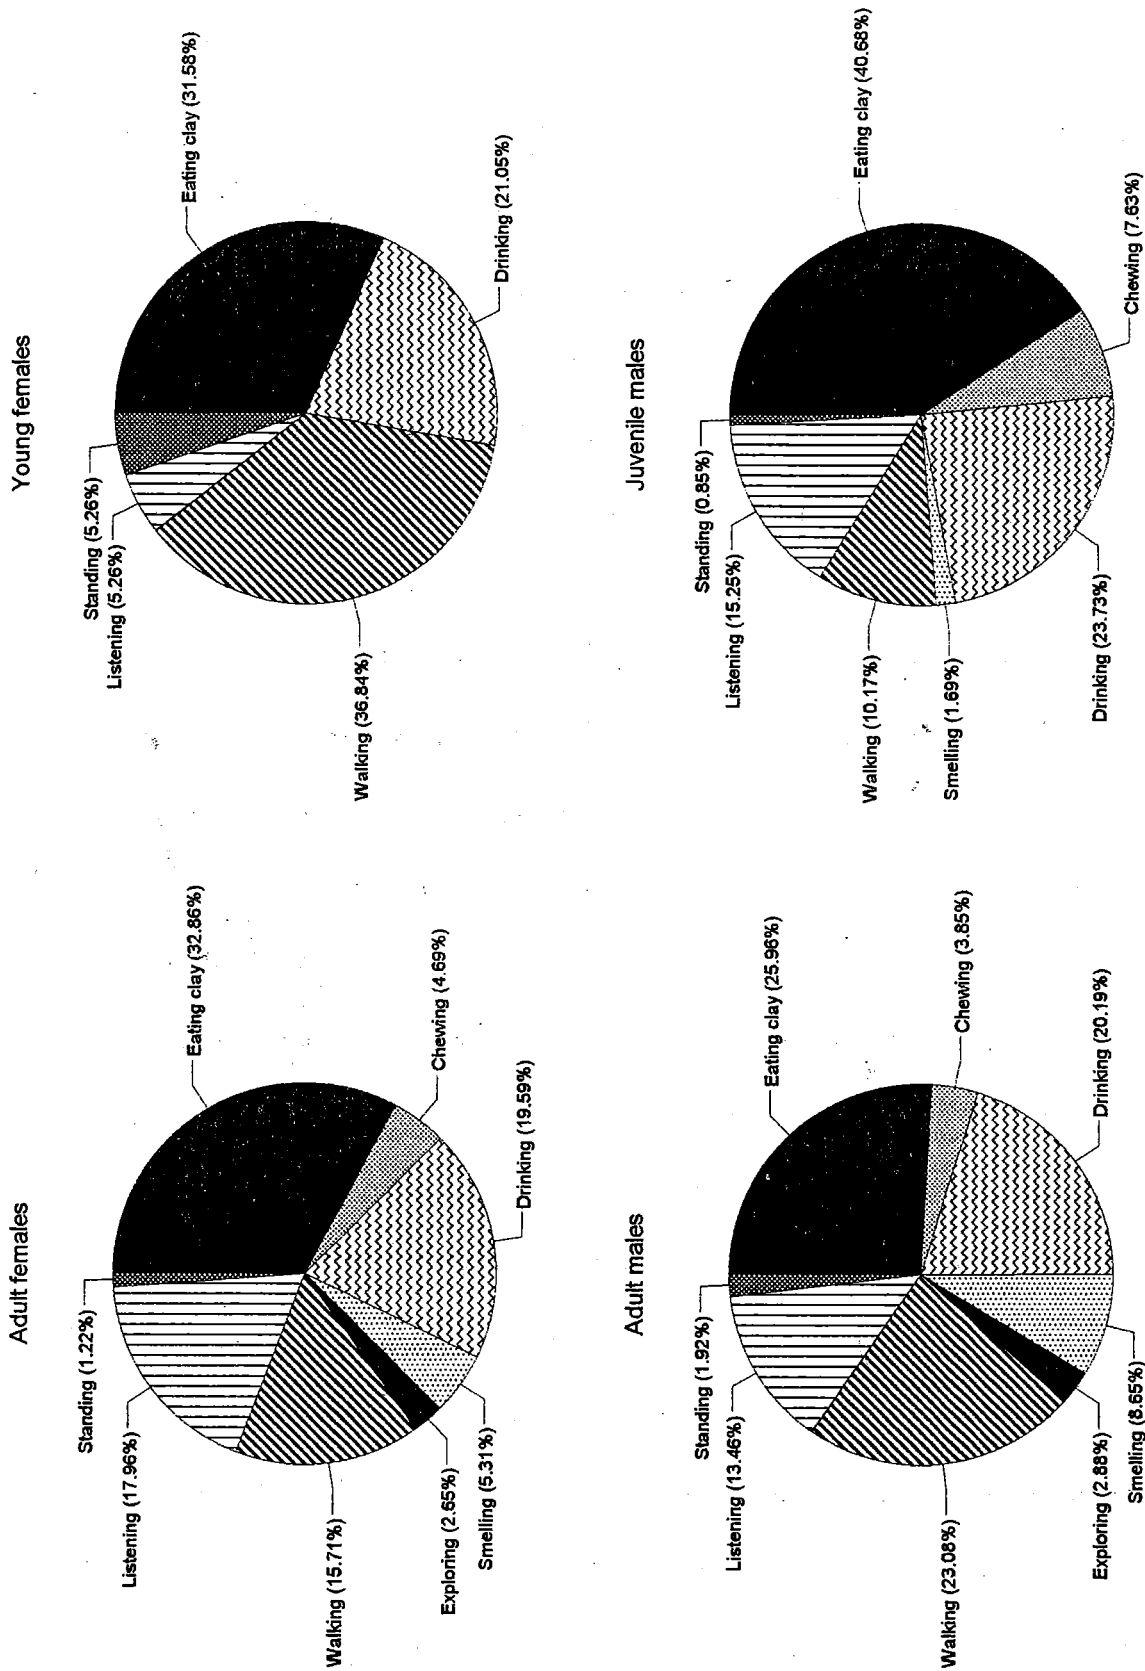 Adult females
Standing (1.22%)
Listening (17.96%)
Walking (15.71%)
Exploring (2.65%)
Smelling (5.31%)
Eating clay (32.86%)
Chewing (4.69%)
Drinking (19.59%)
Young females
Standing (5.26%)
Listening (5.26%)
Walking (36.84%)
Eating clay (31.58%)
Drinking (21.05%)
Adult males
Standing (1.92%)
Listening (13.46%)
Walking (23.08%)
Exploring (2.88%)
Smelling (8.65%)
Eating clay (25.96%)
Chewing (3.85%)
Drinking (20.19%)
Juvenile males
Standing (0.85%)
Listening (15.25%)
Walking (10.17%)
Smelling (1.69%)
Drinking (23.73%)
Eating clay (40.68%)
Chewing (7.63%)